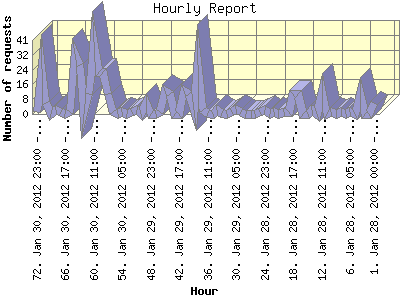 Hourly Report
Number of requests
41
32
24
16
8
0
72. Jan 30, 2012 23:00 -...
66. Jan 30, 2012 17:00 -...
60. Jan 30, 2012 11:00 -...
54. Jan 30, 2012 05:00 -...
48. Jan 29, 2012 23:00 -...
42. Jan 29, 2012 17:00 -...
36. Jan 29, 2012 11:00 -...
30. Jan 29, 2012 05:00 -...
24. Jan 28, 2012 23:00 -...
18. Jan 28, 2012 17:00 -...
12. Jan 28, 2012 11:00 -...
6. Jan 28, 2012 05:00 -...
1. Jan 28, 2012 00:00 -...
Hour